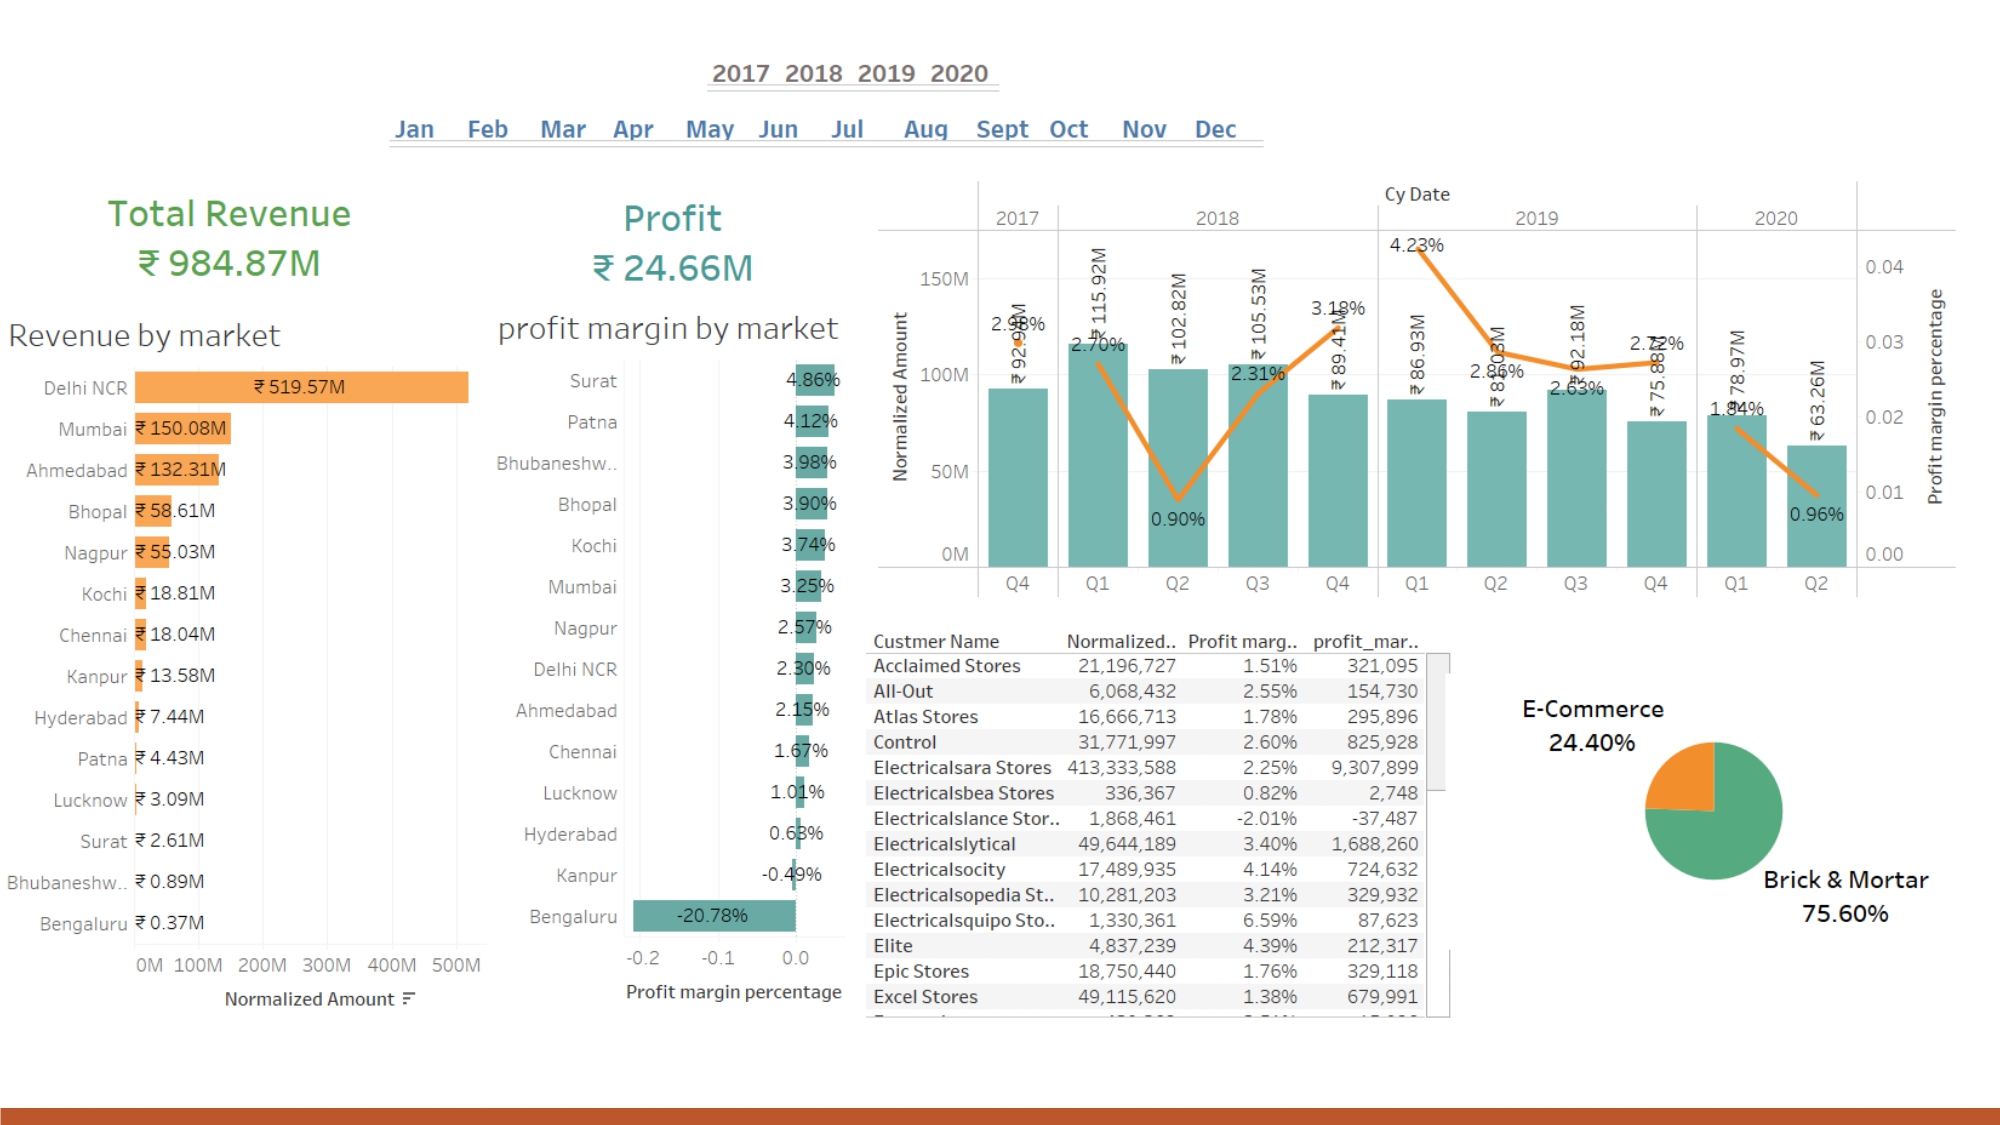 2017 2018 2019 2020
Jan Feb Mar Apr May Jun Jul Aug Sept Oct Nov Dec
Total Revenue
₹ 984.87M
Profit
₹ 24.66M
Revenue by market
Delhi NCR ₹ 519.57M
Mumbai ₹ 150.08M
Ahmedabad ₹ 132.31M
Bhopal ₹ 58.61M
Nagpur ₹ 55.03M
Kochi ₹ 18.81M
Chennai ₹ 18.04M
Kanpur ₹ 13.58M
Hyderabad ₹ 7.44M
Patna ₹ 4.43M
Lucknow ₹ 3.09M
Surat ₹ 2.61M
Bhubaneshw.. ₹ 0.89M
Bengaluru ₹ 0.37M
0M 100M 200M 300M 400M 500M
Normalized Amount
profit margin by market
Surat 4.86%
Patna 4.12%
Bhubaneshw.. 3.98%
Bhopal 3.90%
Kochi 3.74%
Mumbai 3.25%
Nagpur 2.57%
Delhi NCR 2.30%
Ahmedabad 2.15%
Chennai 1.67%
Lucknow 1.01%
Hyderabad 0.63%
Kanpur -0.49%
Bengaluru -20.78%
-0.2 -0.1 0.0
Profit margin percentage
Cy Date
2017 2018 2019 2020
Normalized Amount
150M
100M
50M
0M
₹ 115.92M
₹ 102.82M
₹ 105.53M
₹ 89.41M
₹ 86.93M
₹ 92.18M
₹ 78.97M
₹ 63.26M
2.98%
2.70%
0.90%
2.31%
3.18%
4.23%
2.86%
2.63%
2.72%
1.84%
0.96%
0.04
0.03
0.02
0.01
0.00
Profit margin percentage
Q4 Q1 Q2 Q3 Q4 Q1 Q2 Q3 Q4 Q1 Q2
Custmer Name Normalized.. Profit marg.. profit_mar..
Acclaimed Stores 21,196,727 1.51% 321,095
All-Out 6,068,432 2.55% 154,730
Atlas Stores 16,666,713 1.78% 295,896
Control 31,771,997 2.60% 825,928
Electricalsara Stores 413,333,588 2.25% 9,307,899
Electricalsbea Stores 336,367 0.82% 2,748
Electricalslance Stor.. 1,868,461 -2.01% -37,487
Electricalslytical 49,644,189 3.40% 1,688,260
Electricalsocity 17,489,935 4.14% 724,632
Electricalsopedia St.. 10,281,203 3.21% 329,932
Electricalsquipo Sto.. 1,330,361 6.59% 87,623
Elite 4,837,239 4.39% 212,317
Epic Stores 18,750,440 1.76% 329,118
Excel Stores 49,115,620 1.38% 679,991
E-Commerce
24.40%
Brick & Mortar
75.60%